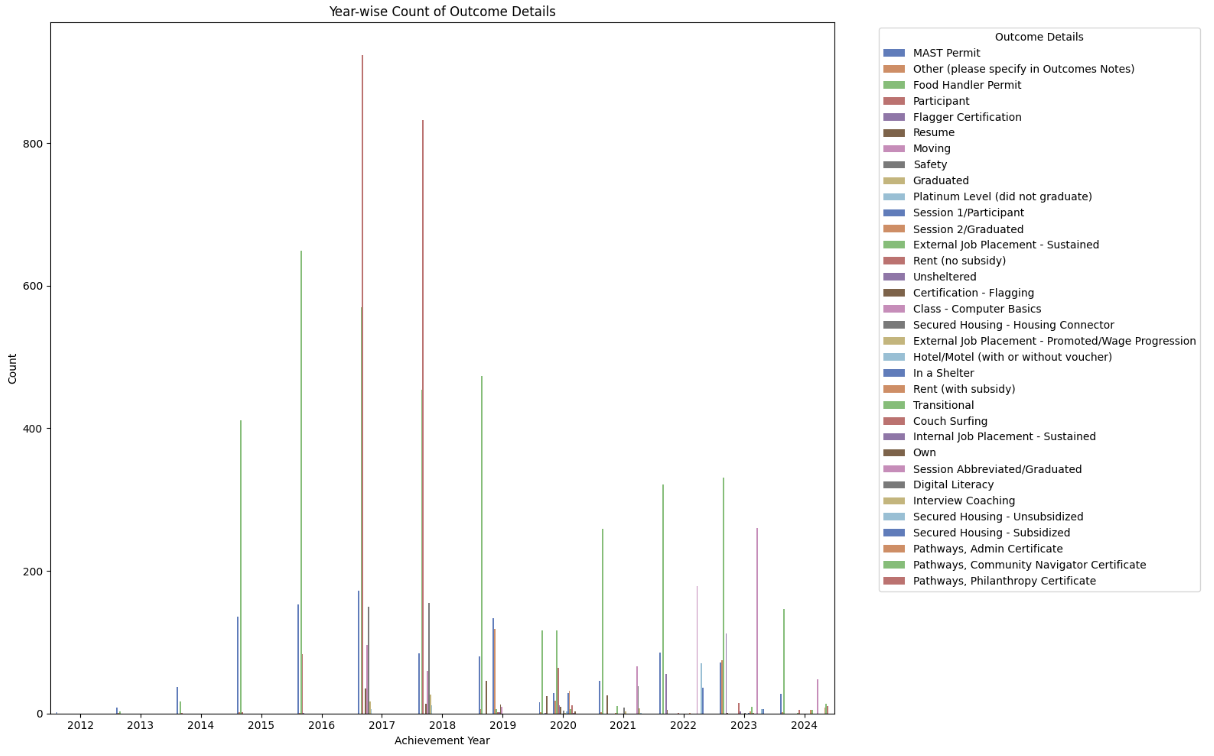 Year-wise Count of Outcome Details
Count
800
600
400
200
0
2012 2013 2014 2015 2016 2017 2018 2019 2020 2021 2022 2023 2024
Achievement Year
Outcome Details
MAST Permit
Other (please specify in Outcomes Notes)
Food Handler Permit
Participant
Flagger Certification
Resume
Moving
Safety
Graduated
Platinum Level (did not graduate)
Session 1/Participant
Session 2/Graduated
External Job Placement - Sustained
Rent (no subsidy)
Unsheltered
Certification - Flagging
Class - Computer Basics
Secured Housing - Housing Connector
External Job Placement - Promoted/Wage Progression
Hotel/Motel (with or without voucher)
In a Shelter
Rent (with subsidy)
Transitional
Couch Surfing
Internal Job Placement - Sustained
Own
Session Abbreviated/Graduated
Digital Literacy
Interview Coaching
Secured Housing - Unsubsidized
Secured Housing - Subsidized
Pathways, Admin Certificate
Pathways, Community Navigator Certificate
Pathways, Philanthropy Certificate